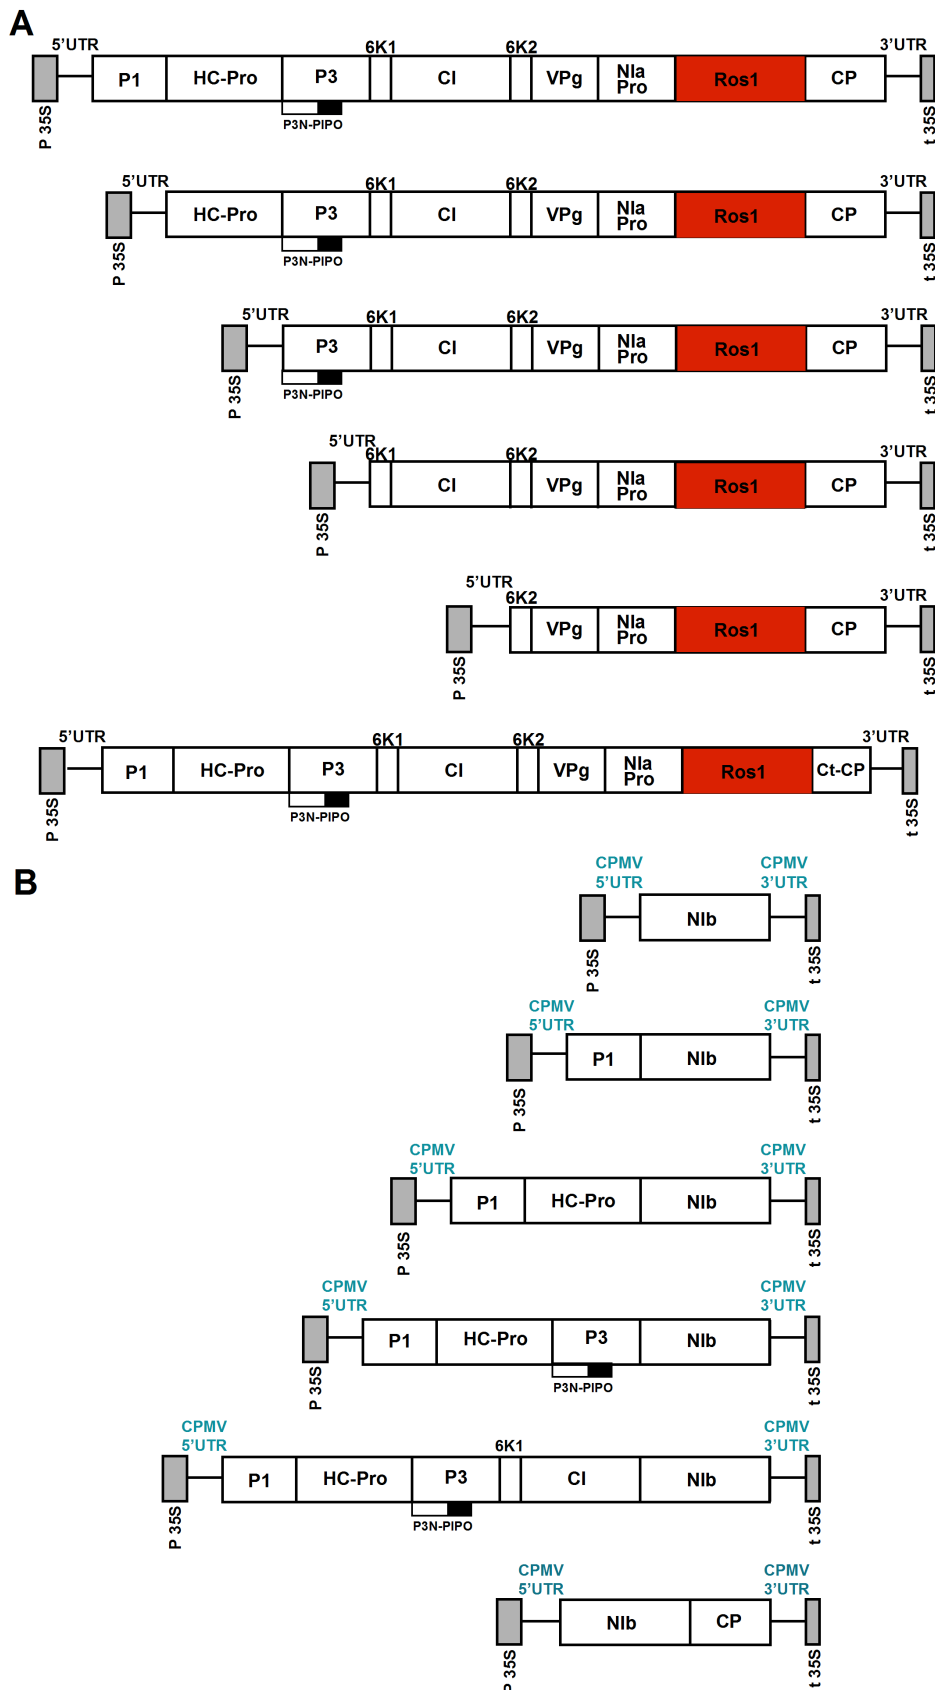 A
5’UTR 6K1 6K2 3’UTR
P1 HC-Pro P3 CI VPg NIa Pro Ros1 CP
P3N-PIPO
P 35S t 35S
5’UTR 6K1 6K2 3’UTR
HC-Pro P3 CI VPg NIa Pro Ros1 CP
P3N-PIPO
P 35S t 35S
5’UTR 6K1 6K2 3’UTR
P3 CI VPg NIa Pro Ros1 CP
P3N-PIPO
P 35S t 35S
5’UTR 6K1 6K2 3’UTR
CI VPg NIa Pro Ros1 CP
P 35S t 35S
5’UTR 6K2 3’UTR
VPg NIa Pro Ros1 CP
P 35S t 35S
5’UTR 6K1 6K2 3’UTR
P1 HC-Pro P3 CI VPg NIa Pro Ros1 Ct-CP
P3N-PIPO
P 35S t 35S
B
CPMV CPMV
5’UTR 3’UTR
NIb
P 35S t 35S
CPMV CPMV
5’UTR 3’UTR
P1 NIb
P 35S t 35S
CPMV CPMV
5’UTR 3’UTR
P1 HC-Pro NIb
P 35S t 35S
CPMV CPMV
5’UTR 3’UTR
P1 HC-Pro P3 NIb
P3N-PIPO
P 35S t 35S
CPMV CPMV
5’UTR 6K1 3’UTR
P1 HC-Pro P3 CI NIb
P3N-PIPO
P 35S t 35S
CPMV CPMV
5’UTR 3’UTR
NIb CP
P 35S t 35S